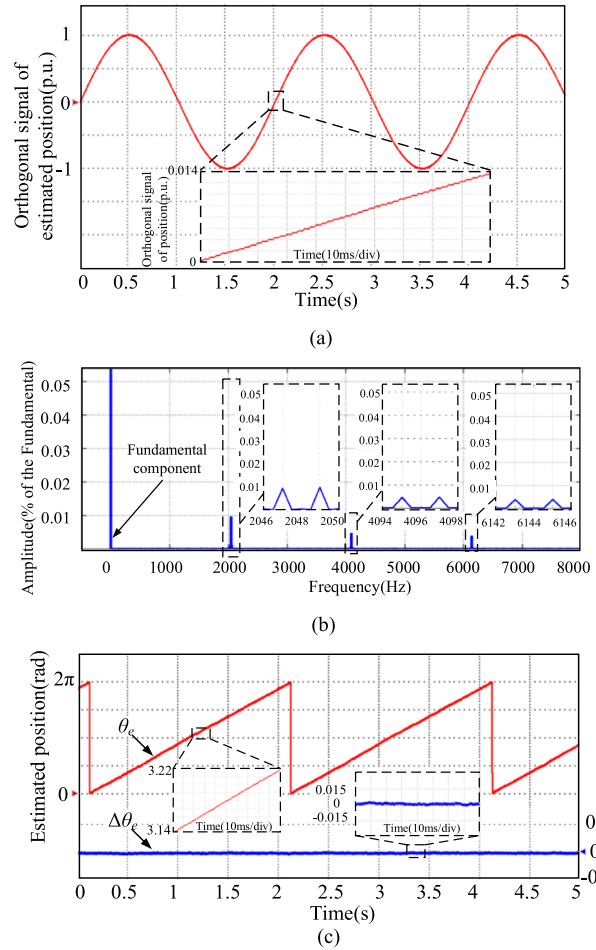 Orthogonal signal of
estimated position(p.u.)
1
0
-1
0.014
Orthogonal signal
of position(p.u.)
0
Time(10ms/div)
0 0.5 1 1.5 2 2.5 3 3.5 4 4.5 5
Time(s)
(a)
Amplitude(% of the Fundamental)
0.05
0.04
0.03
0.02
0.01
Fundamental
component
0.05
0.04
0.03
0.02
0.01
2046 2048 2050
0.05
0.04
0.03
0.02
0.01
4094 4096 4098
0.05
0.04
0.03
0.02
0.01
6142 6144 6146
0 1000 2000 3000 4000 5000 6000 7000 8000
Frequency(Hz)
(b)
Estimated position(rad)
2π
0
θe
Δθe
3.22
3.14
Time(10ms/div)
0.015
0
-0.015
Time(10ms/div)
0
0
-0
0 0.5 1 1.5 2 2.5 3 3.5 4 4.5 5
Time(s)
(c)